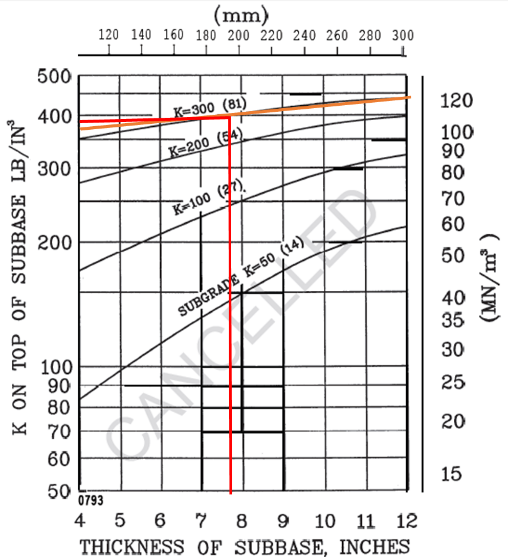 (mm)
120 140 160 180 200 220 240 260 280 300
500
400
300
200
100
90
80
70
60
50
K ON TOP OF SUBBASE LB/IN³
K=300 (81)
K=200 (54)
K=100 (27)
SUBGRADE K=50 (14)
CANCELLED
120
100
90
80
70
60
50
40
35
30
25
20
15
(MN/m³)
0793
4 5 6 7 8 9 10 11 12
THICKNESS OF SUBBASE, INCHES